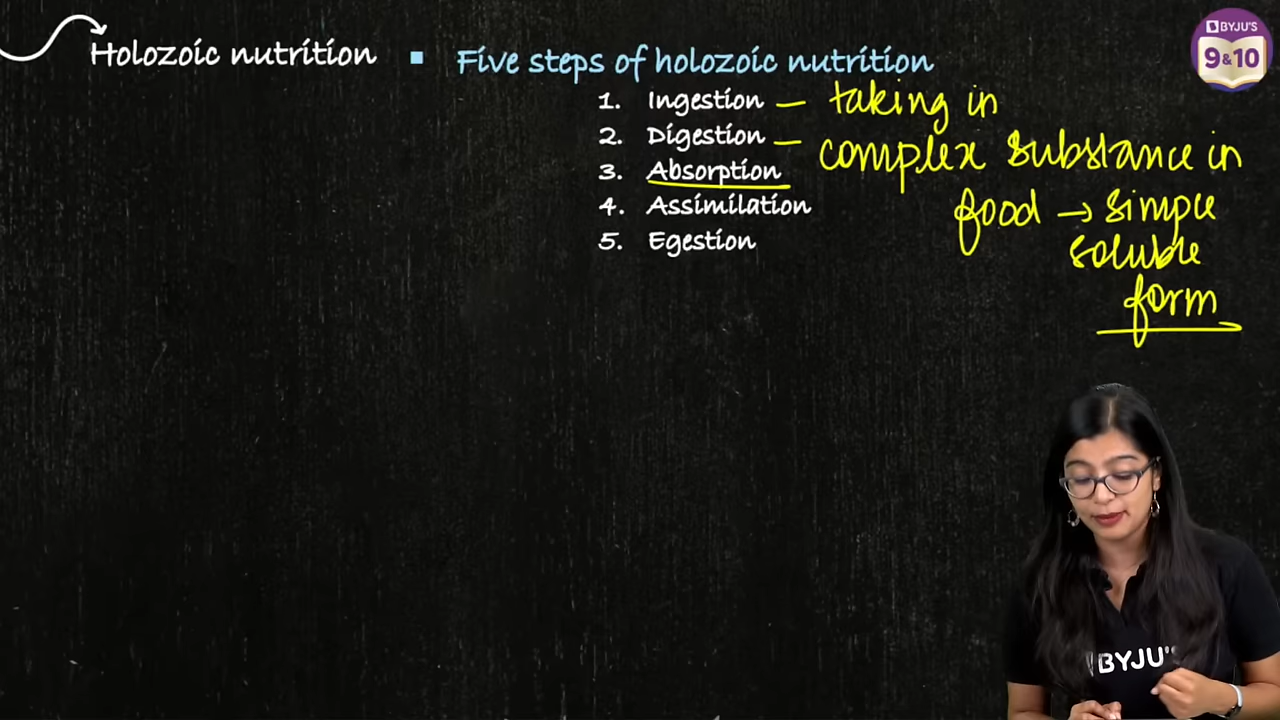 Holozoic nutrition
Five steps of holozoic nutrition
1. Ingestion – taking in
2. Digestion – complex substance in
food → simple
soluble
form
3. Absorption
4. Assimilation
5. Egestion
BYJU'S
9&10
BYJU'S